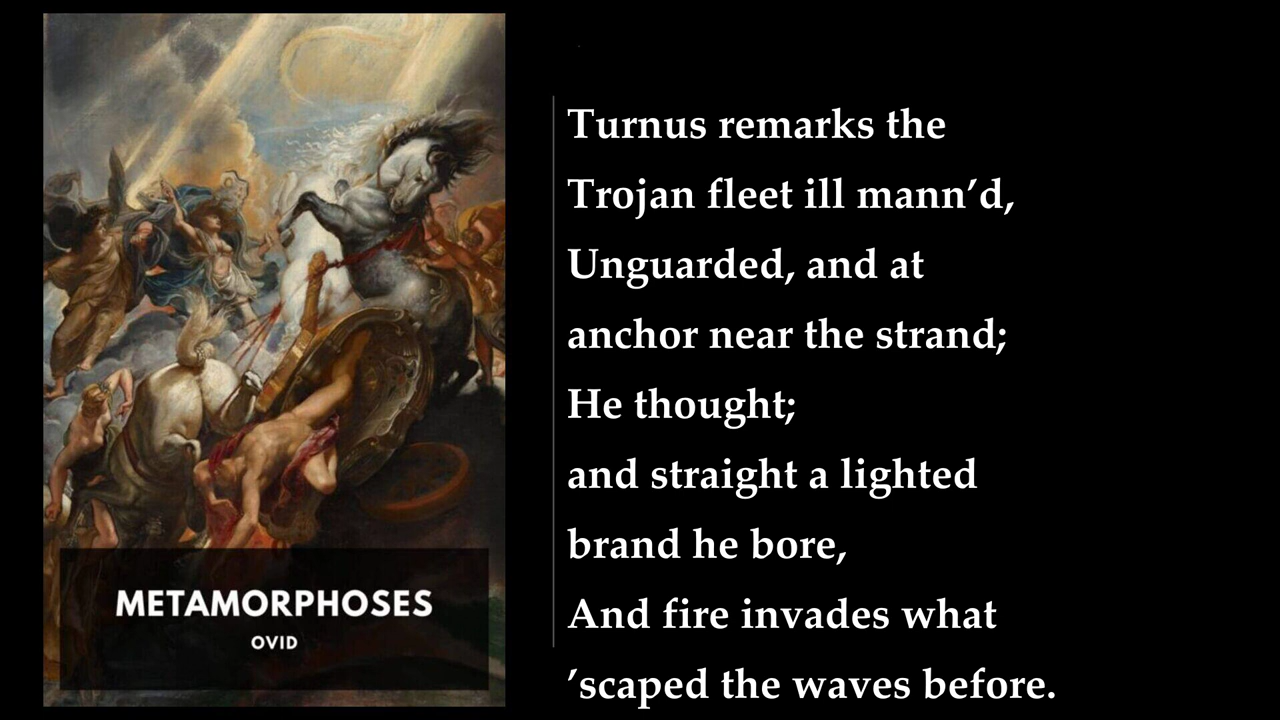 METAMORPHOSES
OVID
Turnus remarks the
Trojan fleet ill mann’d,
Unguarded, and at
anchor near the strand;
He thought;
and straight a lighted
brand he bore,
And fire invades what
’scaped the waves before.